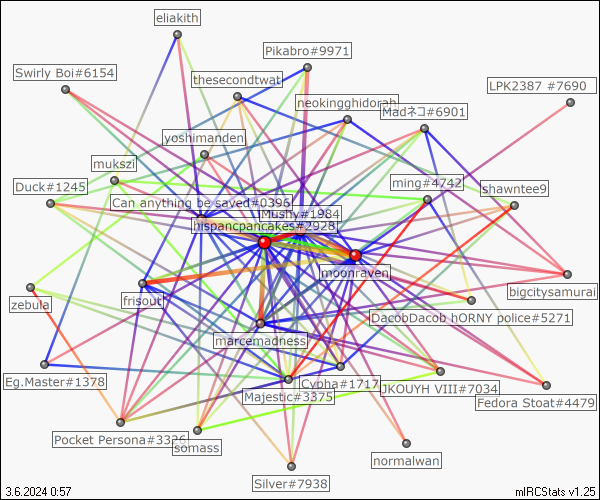 eliakith
Pikabro#9971
Swirly Boi#6154
thesecondtwat
LPK2387 #7690
neokingghidorah
Madネコ#6901
yoshimanden
mukszi
Duck#1245
ming#4742
shawntee9
Can anything be saved#0396
Mushy#1984
hispancpancakes#2928
moonraven
bigcitysamurai
zebula
frisout
DacobDacob hORNY police#5271
marcemadness
Eg.Master#1378
Cypha#1717
JKOUYH VIII#7034
Majestic#3375
Fedora Stoat#4479
Pocket Persona#3326
somass
normalwan
Silver#7938
3.6.2024 0:57
mIRCStats v1.25